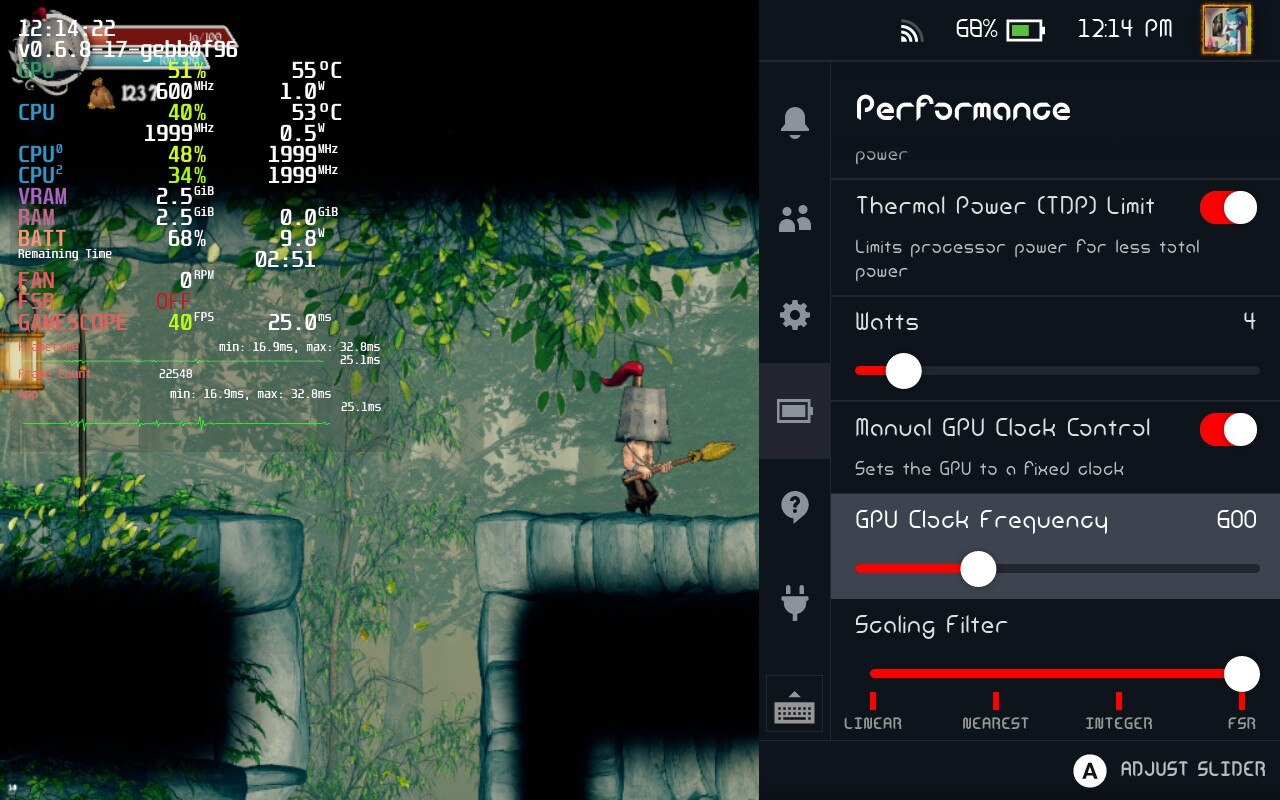 12:14:22
v0.6.8-17-gebb0f96
GPU 51% 55°C
600MHz 1.0W
1237
CPU 40% 53°C
1999MHz 0.5W
CPU0 48% 1999MHz
CPU2 34% 1999MHz
VRAM 2.5GiB
RAM 2.5GiB 0.0GiB
BATT 68% 9.8W
Remaining Time 02:51
FAN 0RPM
FSR OFF
GAMESCOPE 40FPS 25.0ms
Frametime min: 16.9ms, max: 32.8ms
25.1ms
Frame Count 22548
App min: 16.9ms, max: 32.8ms
25.1ms
68% 12:14 PM
Performance
power
Thermal Power (TDP) Limit
Limits processor power for less total
power
Watts 4
Manual GPU Clock Control
Sets the GPU to a fixed clock
GPU Clock Frequency 600
Scaling Filter
LINEAR NEAREST INTEGER FSR
A ADJUST SLIDER